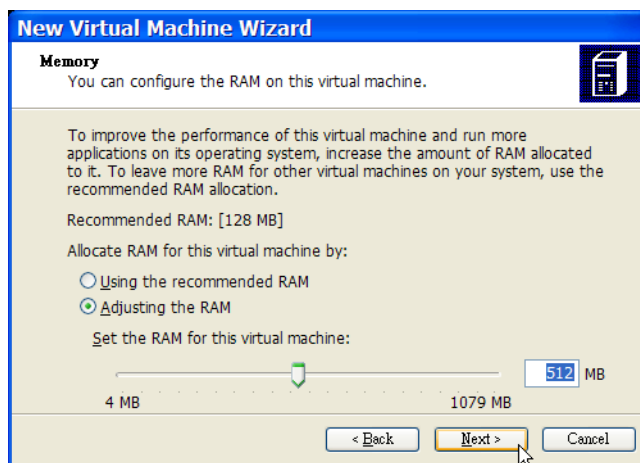 New Virtual Machine Wizard
Memory
You can configure the RAM on this virtual machine.
To improve the performance of this virtual machine and run more
applications on its operating system, increase the amount of RAM allocated
to it. To leave more RAM for other virtual machines on your system, use the
recommended RAM allocation.
Recommended RAM: [128 MB]
Allocate RAM for this virtual machine by:
Using the recommended RAM
Adjusting the RAM
Set the RAM for this virtual machine:
512 MB
4 MB 1079 MB
< Back Next > Cancel